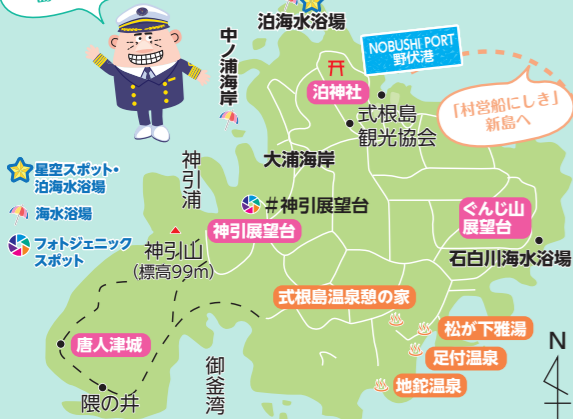 泊海水浴場
NOBUSHI PORT
野伏港
中ノ浦海岸
泊神社
式根島
観光協会
「村営船にしき」
新島へ
大浦海岸
星空スポット・
泊海水浴場
海水浴場
フォトジェニック
スポット
神引浦
#神引展望台
神引展望台
神引山
(標高99m)
ぐんじ山
展望台
石白川海水浴場
式根島温泉憩の家
松が下雅湯
足付温泉
地鉈温泉
唐人津城
隈の井
御釜湾
N